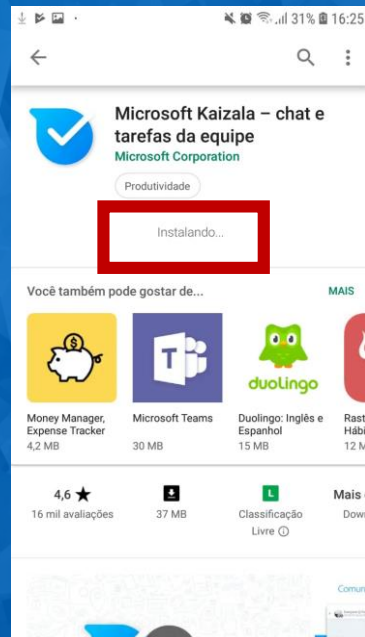 31% 16:25
Microsoft Kaizala – chat e
tarefas da equipe
Microsoft Corporation
Produtividade
Instalando...
Você também pode gostar de...
MAIS
Money Manager,
Expense Tracker
4,2 MB
T
Microsoft Teams
30 MB
duolingo
Duolingo: Inglês e
Espanhol
15 MB
12 M
4,6 ★
16 mil avaliações
37 MB
L
Classificação
Livre
Mais